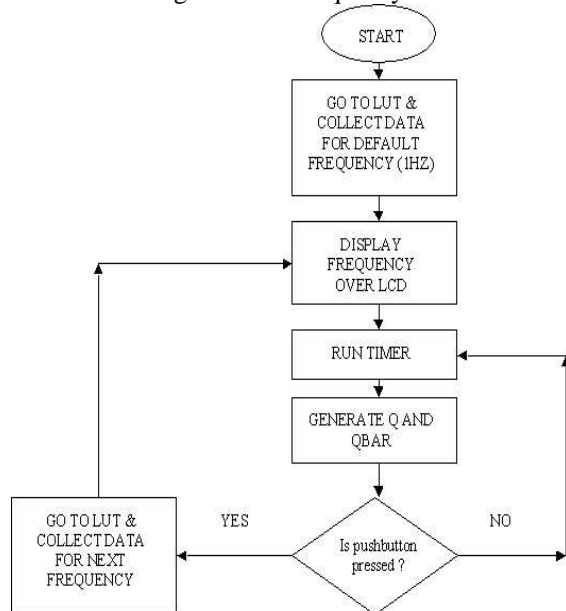 START
GO TO LUT &
COLLECT DATA
FOR DEFAULT
FREQUENCY (1HZ)
DISPLAY
FREQUENCY
OVER LCD
RUN TIMER
GENERATE Q AND
QBAR
Is pushbutton
pressed ?
YES
NO
GO TO LUT &
COLLECT DATA
FOR NEXT
FREQUENCY